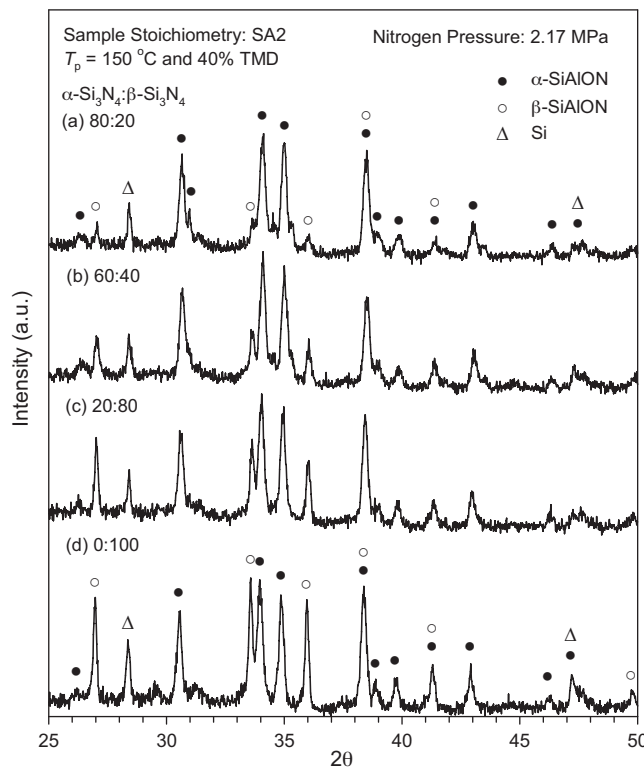 Sample Stoichiometry: SA2
Nitrogen Pressure: 2.17 MPa
Tₚ = 150 °C and 40% TMD
α-Si₃N₄:β-Si₃N₄
● α-SiAlON
○ β-SiAlON
Δ Si
(a) 80:20
Δ
Δ
(b) 60:40
(c) 20:80
(d) 0:100
Δ
Δ
Intensity (a.u.)
25 30 35 40 45 50
2θ